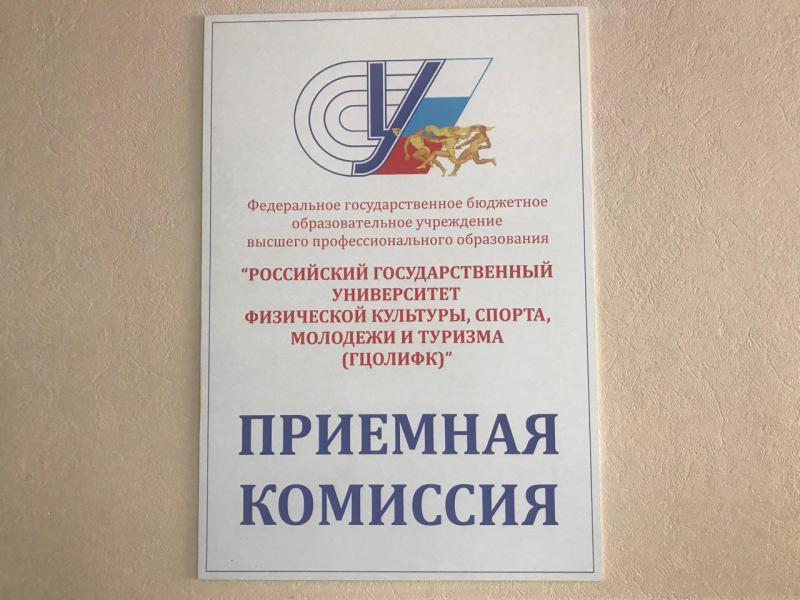 СУ
Федеральное государственное бюджетное
образовательное учреждение
высшего профессионального образования
“РОССИЙСКИЙ ГОСУДАРСТВЕННЫЙ
УНИВЕРСИТЕТ
ФИЗИЧЕСКОЙ КУЛЬТУРЫ, СПОРТА,
МОЛОДЕЖИ И ТУРИЗМА
(ГЦОЛИФК)”
ПРИЕМНАЯ
КОМИССИЯ